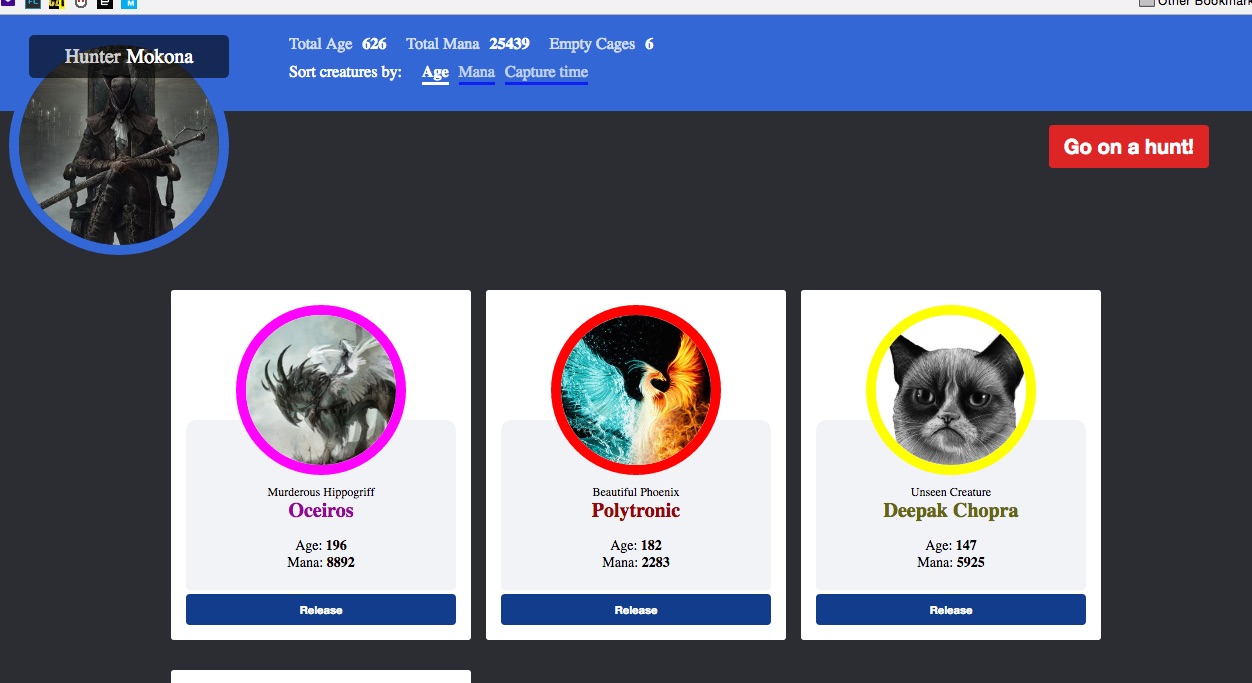 Other Bookmark
Hunter Mokona
Total Age 626 Total Mana 25439 Empty Cages 6
Sort creatures by: Age Mana Capture time
Go on a hunt!
Murderous Hippogriff
Oceiros
Age: 196
Mana: 8892
Release
Beautiful Phoenix
Polytronic
Age: 182
Mana: 2283
Release
Unseen Creature
Deepak Chopra
Age: 147
Mana: 5925
Release